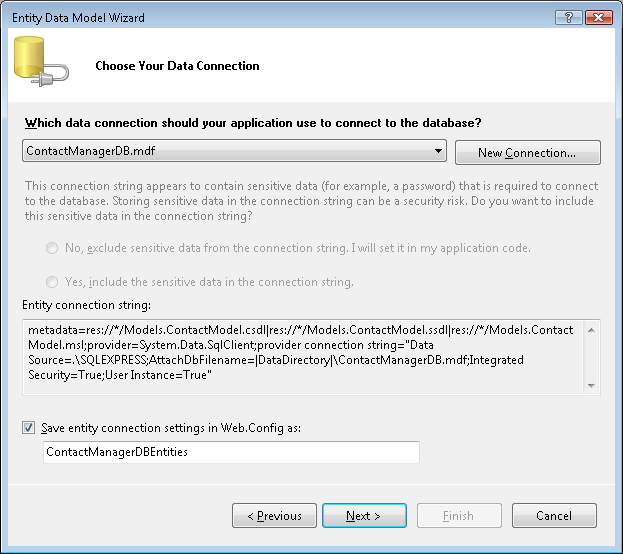 Entity Data Model Wizard
Choose Your Data Connection
Which data connection should your application use to connect to the database?
ContactManagerDB.mdf
New Connection...
This connection string appears to contain sensitive data (for example, a password) that is required to connect
to the database. Storing sensitive data in the connection string can be a security risk. Do you want to include
this sensitive data in the connection string?
No, exclude sensitive data from the connection string. I will set it in my application code.
Yes, include the sensitive data in the connection string.
Entity connection string:
metadata=res://*/Models.ContactModel.csdl|res://*/Models.ContactModel.ssdl|res://*/Models.Contact
Model.msl;provider=System.Data.SqlClient;provider connection string="Data
Source=.\SQLEXPRESS;AttachDbFilename=|DataDirectory|\ContactManagerDB.mdf;Integrated
Security=True;User Instance=True"
Save entity connection settings in Web.Config as:
ContactManagerDBEntities
< Previous
Next >
Finish
Cancel